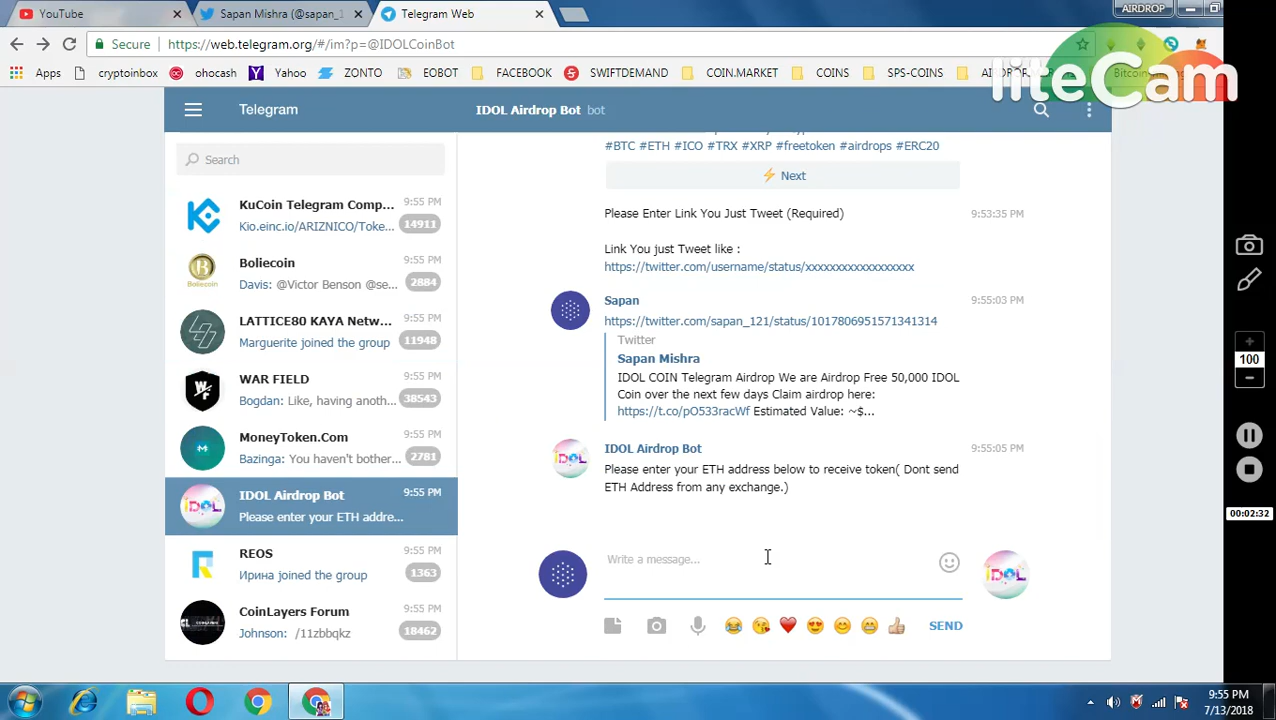 YouTube
Sapan Mishra (@sapan_1
Telegram Web
AIRDROP
Secure
https://web.telegram.org/#/im?p=@IDOLCoinBot
Apps
cryptoinbox
ohocash
Yahoo
ZONTO
EOBOT
FACEBOOK
SWIFTDEMAND
COIN.MARKET
COINS
SPS-COINS
liteCam
Telegram
IDOL Airdrop Bot bot
Search
KuCoin Telegram Comp...
9:55 PM
Kio.einc.io/ARIZNICO/Toke...
14911
Boliecoin
9:55 PM
Davis: @Victor Benson @se...
2884
LATTICE80 KAYA Netw...
9:55 PM
Marguerite joined the group
11948
WAR FIELD
9:55 PM
Bogdan: Like, having anoth...
38543
MoneyToken.Com
9:55 PM
Bazinga: You haven't bother...
2781
IDOL Airdrop Bot
9:55 PM
Please enter your ETH addre...
REOS
9:55 PM
Ирина joined the group
1363
CoinLayers Forum
9:55 PM
Johnson: /11zbbqkz
18462
#BTC #ETH #ICO #TRX #XRP #freetoken #airdrops #ERC20
Next
Please Enter Link You Just Tweet (Required)
9:53:35 PM
Link You just Tweet like :
https://twitter.com/username/status/xxxxxxxxxxxxxxxxxx
Sapan
9:55:03 PM
https://twitter.com/sapan_121/status/1017806951571341314
Twitter
Sapan Mishra
IDOL COIN Telegram Airdrop We are Airdrop Free 50,000 IDOL
Coin over the next few days Claim airdrop here:
https://t.co/pO533racWf Estimated Value: ~$...
IDOL Airdrop Bot
9:55:05 PM
Please enter your ETH address below to receive token( Dont send
ETH Address from any exchange.)
Write a message...
SEND
100
00:02:32
9:55 PM
7/13/2018